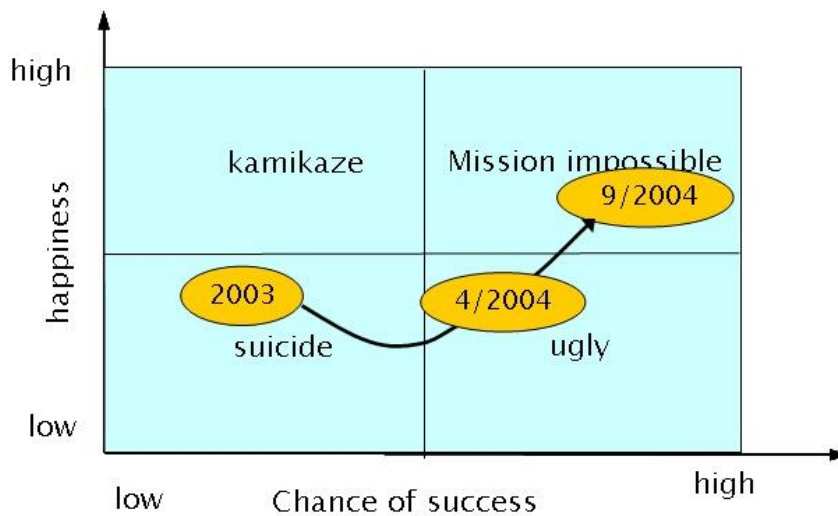 high
kamikaze
Mission impossible
9/2004
happiness
2003
4/2004
suicide
ugly
low
low
Chance of success
high